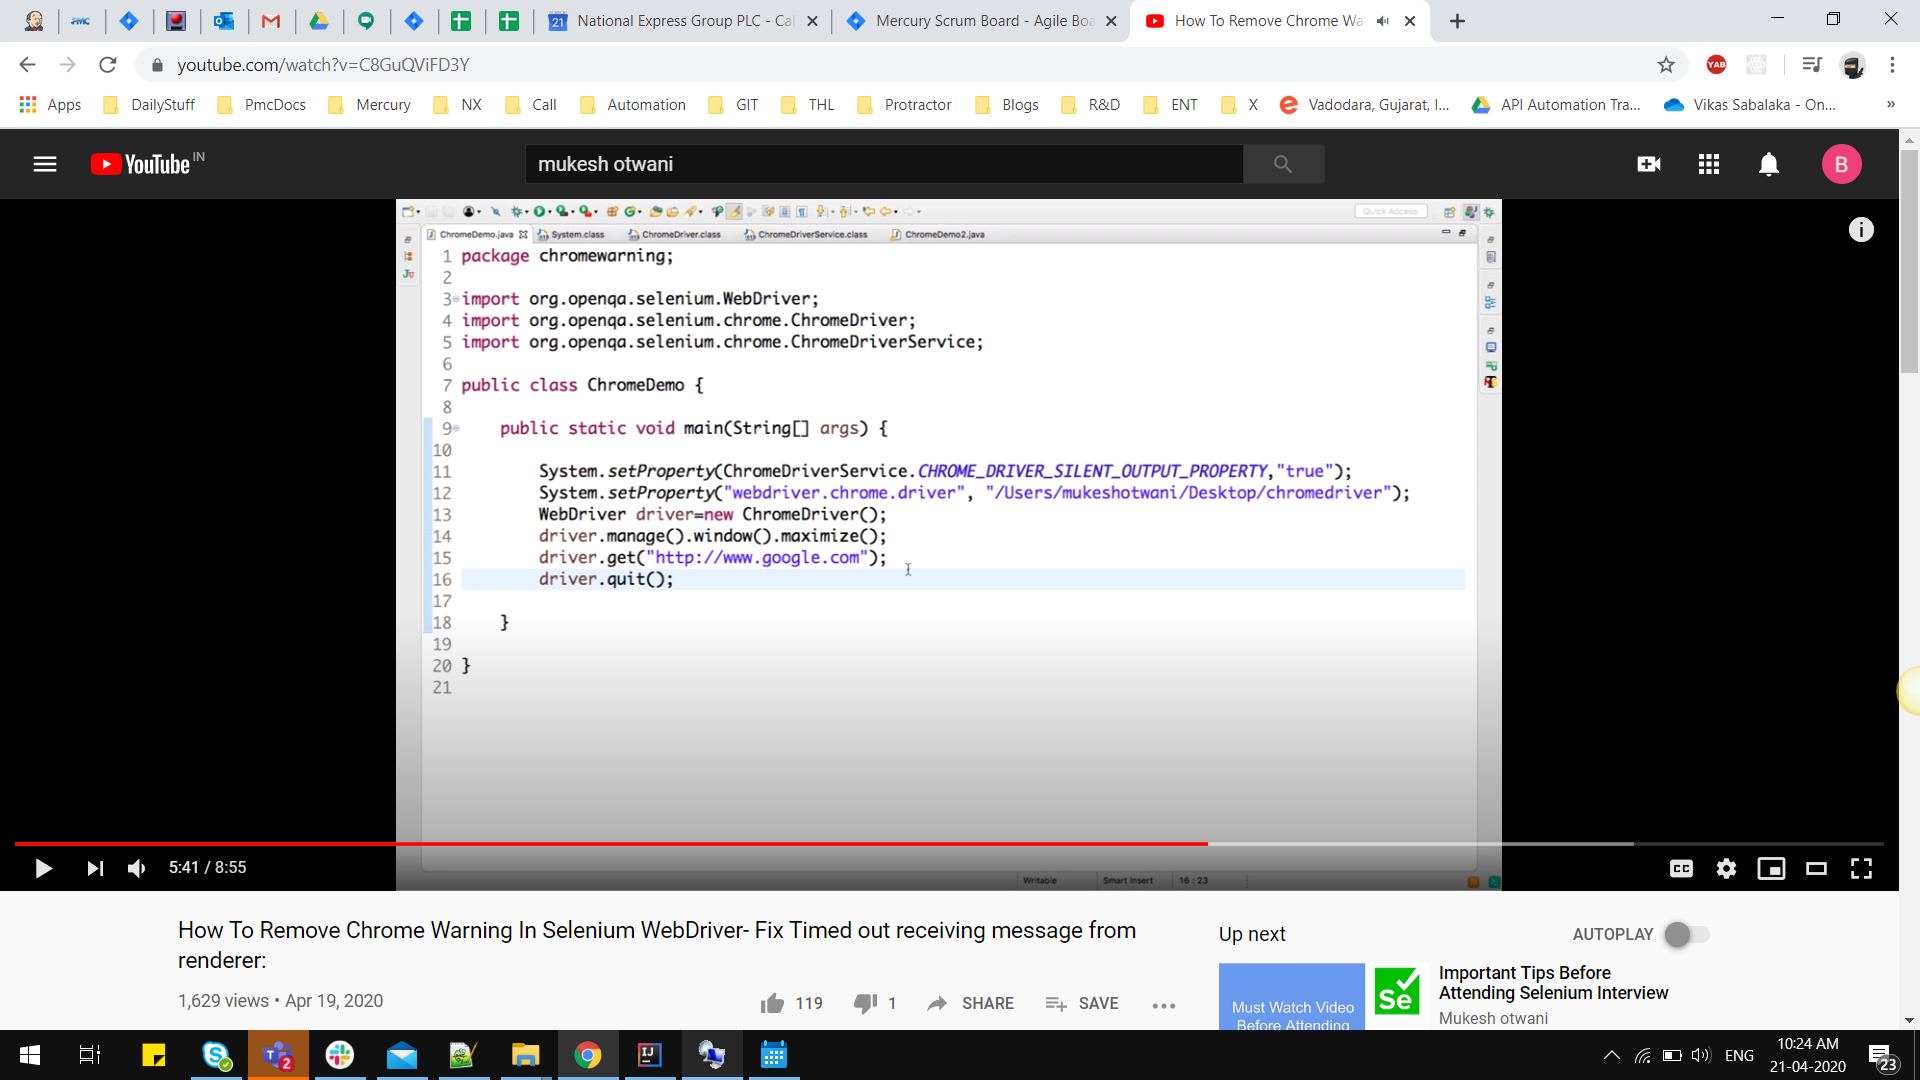 National Express Group PLC - Cal
Mercury Scrum Board - Agile Boa
How To Remove Chrome Wa
youtube.com/watch?v=C8GuQViFD3Y
YAB
Apps
DailyStuff
PmcDocs
Mercury
NX
Call
Automation
GIT
THL
Protractor
Blogs
R&D
ENT
X
Vadodara, Gujarat, I...
API Automation Tra...
Vikas Sabalaka - On...
»
YouTube IN
mukesh otwani
B
Quick Access
ChromeDemo.java
System.class
ChromeDriver.class
ChromeDriverService.class
ChromeDemo2.java
1 package chromewarning;
2
3 import org.openqa.selenium.WebDriver;
4 import org.openqa.selenium.chrome.ChromeDriver;
5 import org.openqa.selenium.chrome.ChromeDriverService;
6
7 public class ChromeDemo {
8
9 public static void main(String[] args) {
10
11 System.setProperty(ChromeDriverService.CHROME_DRIVER_SILENT_OUTPUT_PROPERTY,"true");
12 System.setProperty("webdriver.chrome.driver", "/Users/mukeshotwani/Desktop/chromedriver");
13 WebDriver driver=new ChromeDriver();
14 driver.manage().window().maximize();
15 driver.get("http://www.google.com");
16 driver.quit();
17
18 }
19
20 }
21
Writable
Smart Insert
16 : 23
5:41 / 8:55
CC
How To Remove Chrome Warning In Selenium WebDriver- Fix Timed out receiving message from
renderer:
1,629 views • Apr 19, 2020
119
1
SHARE
SAVE
Up next
AUTOPLAY
Must Watch Video
Before Attending
Se
Important Tips Before
Attending Selenium Interview
Mukesh otwani
2
IJ
ENG
10:24 AM
21-04-2020
23